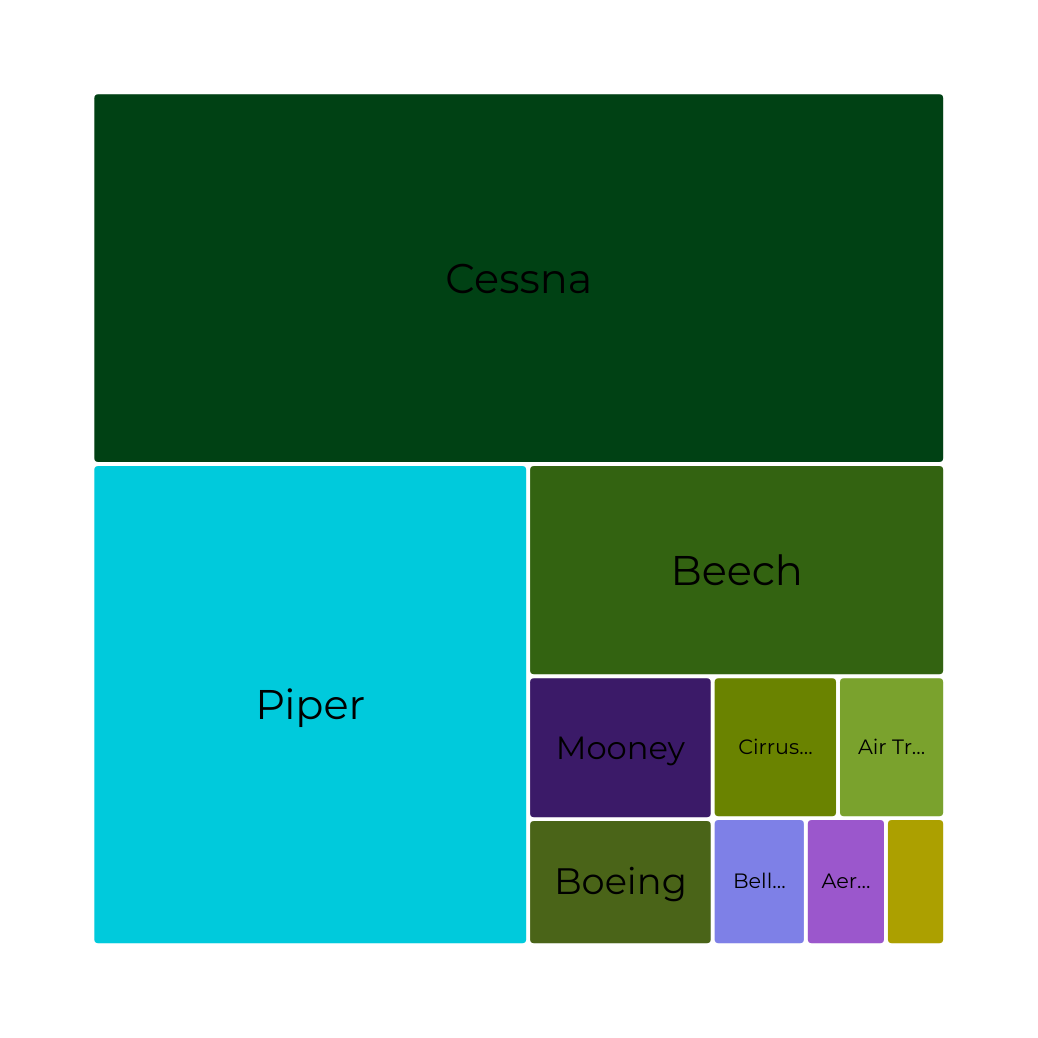 Cessna
Piper
Beech
Mooney
Cirrus...
Air Tr...
Boeing
Bell...
Aer...